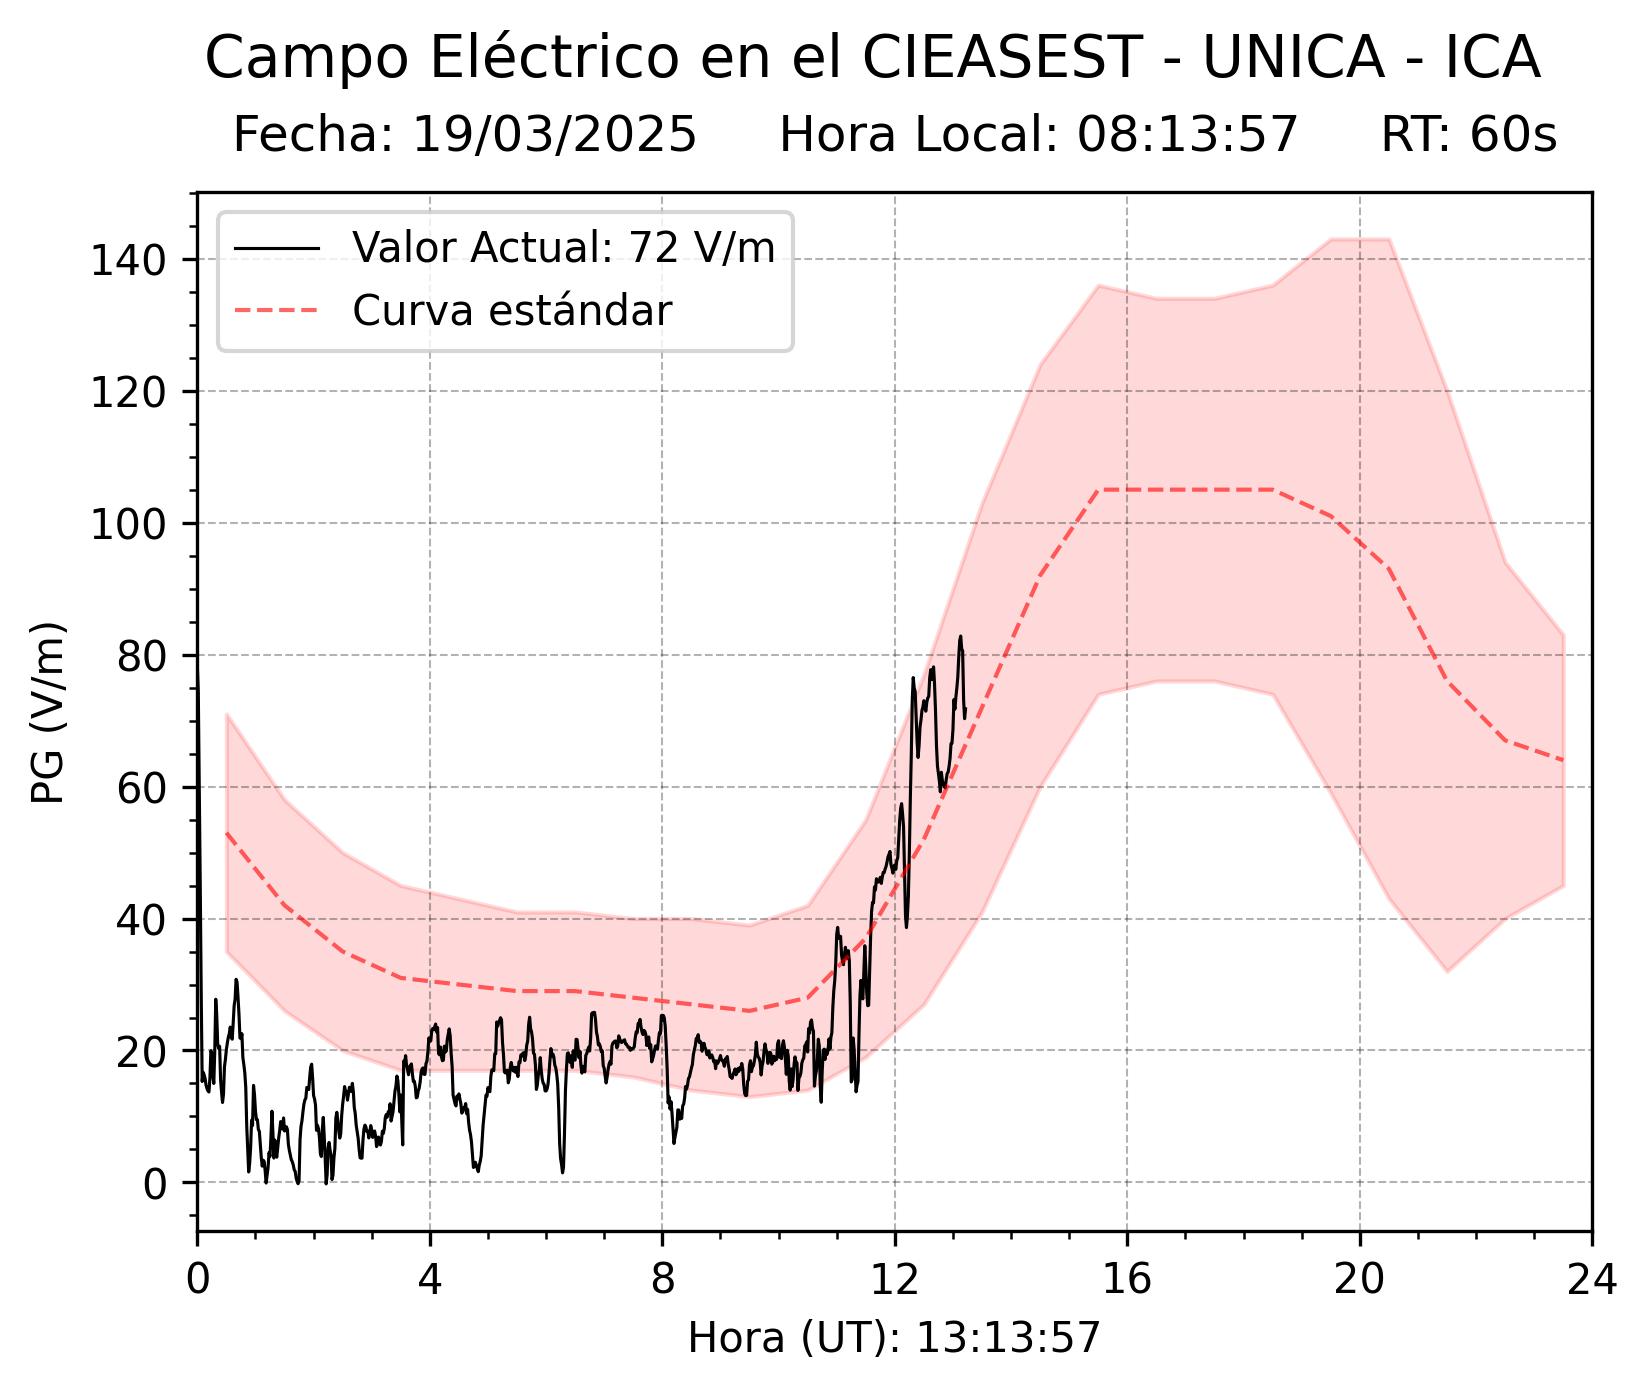 Campo Eléctrico en el CIEASEST - UNICA - ICA
Fecha: 19/03/2025 Hora Local: 08:13:57 RT: 60s
Valor Actual: 72 V/m
Curva estándar
PG (V/m)
140
120
100
80
60
40
20
0
0 4 8 12 16 20 24
Hora (UT): 13:13:57